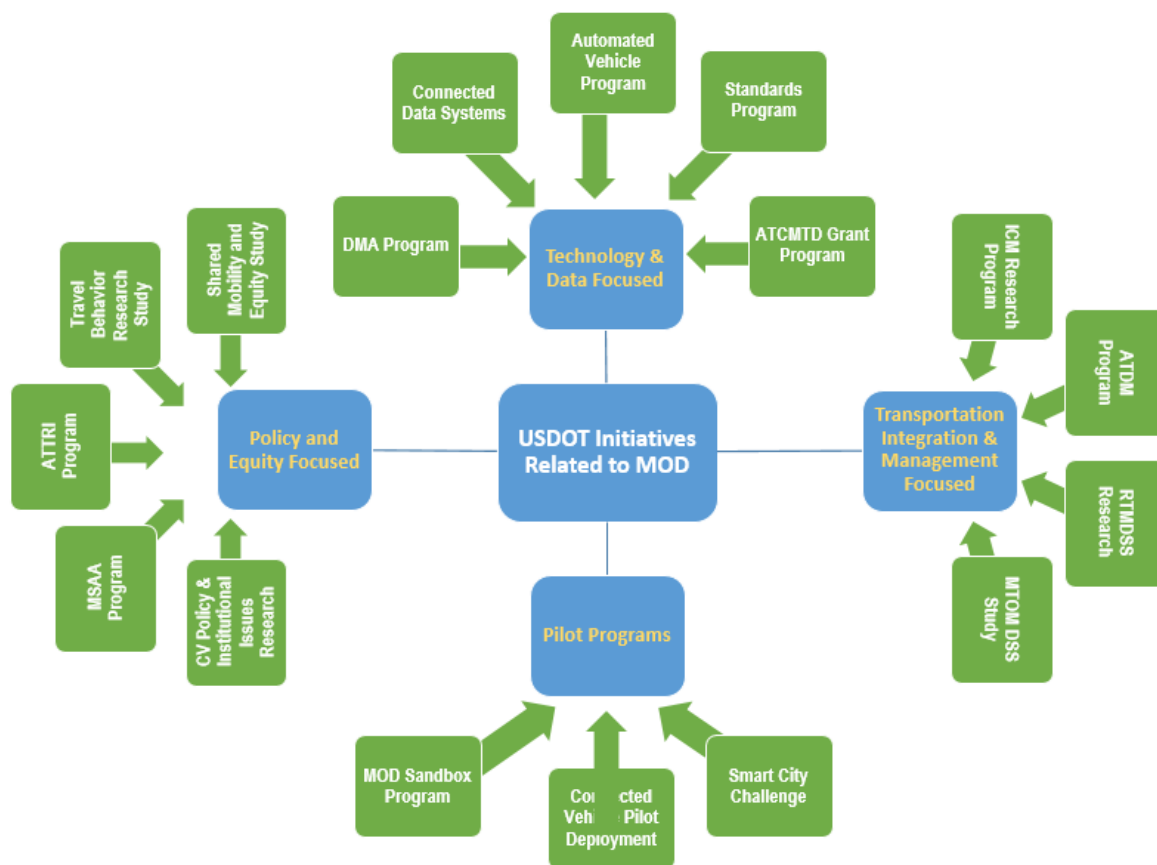 Automated
Vehicle
Program
Connected
Data Systems
Standards
Program
DMA Program
ATCMTD Grant
Program
Technology &
Data Focused
Shared
Mobility and
Equity Study
Travel
Behavior
Research
Study
ATTRI
Program
MSAA
Program
CV Policy &
Institutional
Issues
Research
Policy and
Equity Focused
USDOT Initiatives
Related to MOD
Transportation
Integration &
Management
Focused
ICM Research
Program
ATDM
Program
RTMDSS
Research
MTOM DSS
Study
Pilot Programs
MOD Sandbox
Program
Connected
Vehicle Pilot
Deployment
Smart City
Challenge